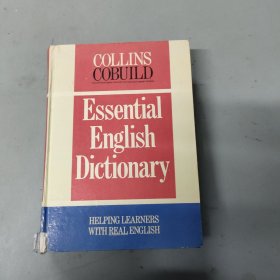 COLLINS
COBUILD
Essential
English
Dictionary
HELPING LEARNERS
WITH REAL ENGLISH